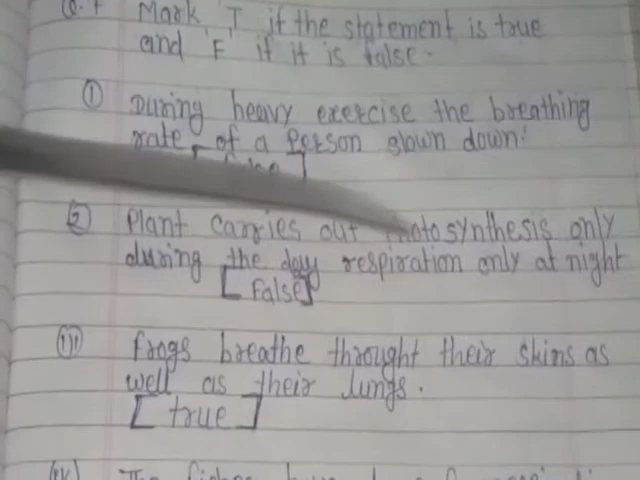 Mark 'T' if the statement is true
and 'F' if it is false.
① During heavy exercise the breathing
rate of a Person slown down!
② Plant carries out synthesis only
during the day respiration only at night
[ False]
(iii) frogs breathe throught their skins as
well as their lungs.
[ true ]